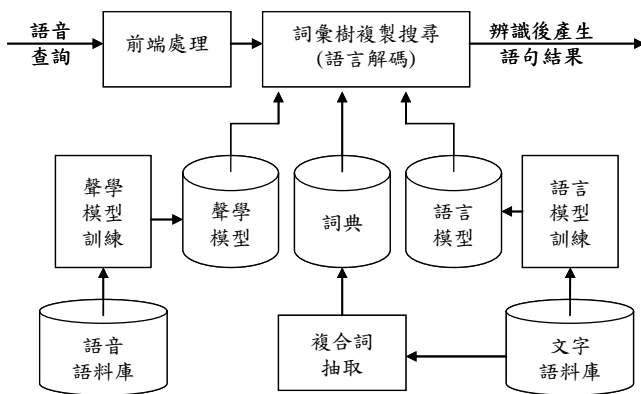 語音
查詢
前端處理
詞彙樹複製搜尋
(語言解碼)
辨識後產生
語句結果
聲學
模型
訓練
聲學
模型
詞典
語言
模型
語言
模型
訓練
語音
語料庫
複合詞
抽取
文字
語料庫